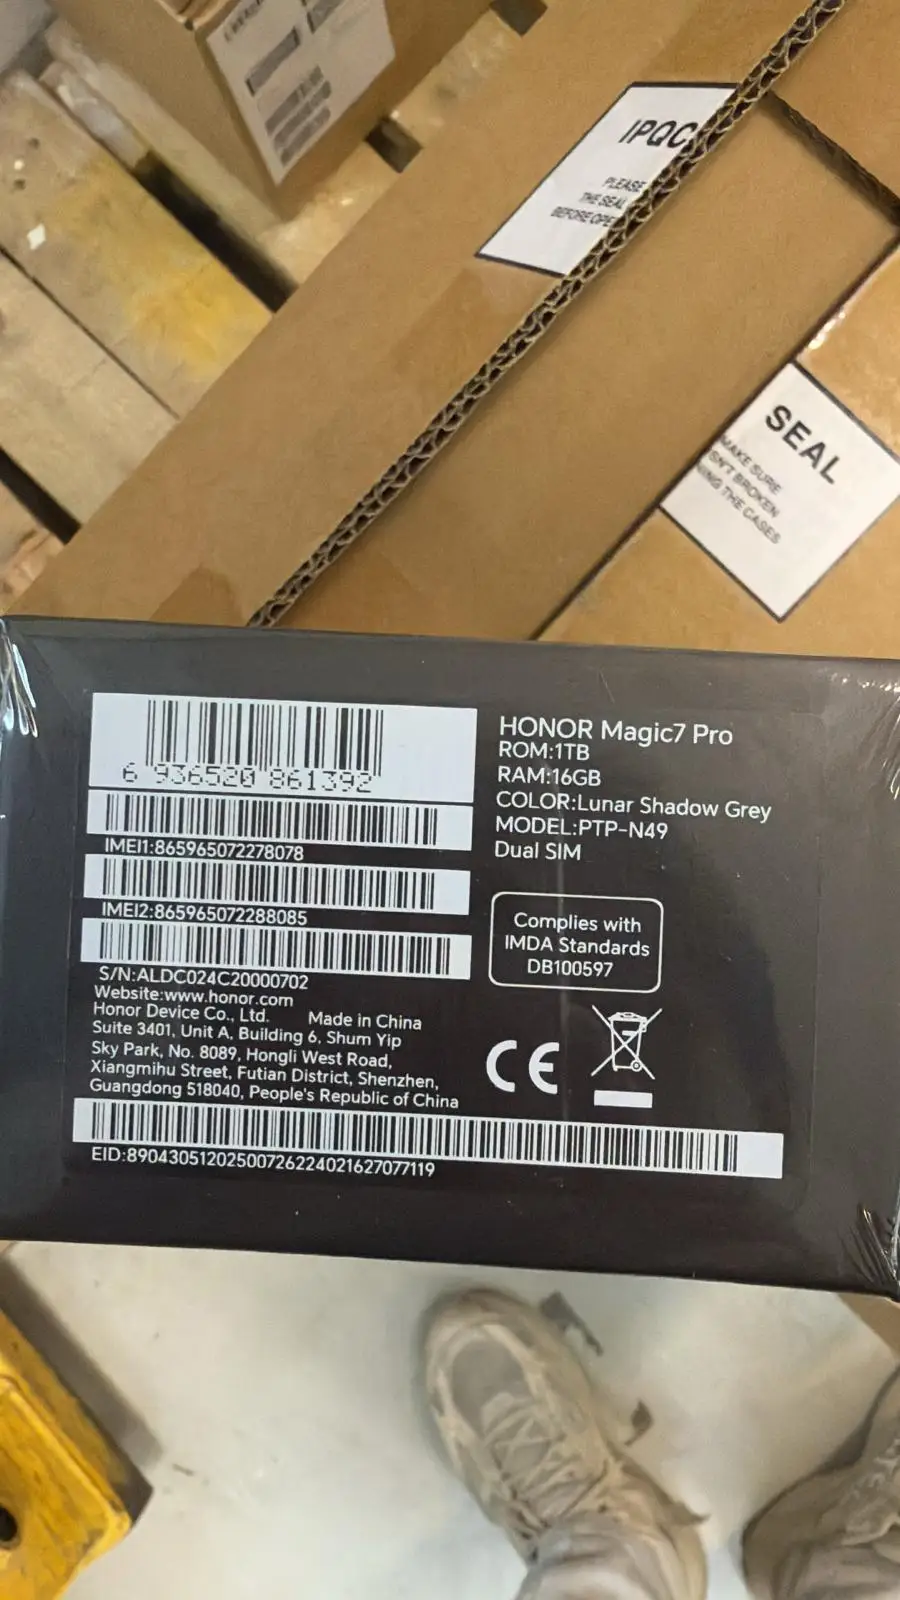 IPQC
PLEASE
THE SEAL
BEFORE OPE
SEAL
MAKE SURE
SN'T BROKEN
NING THE CASES
6 936520 861392
IMEI1:865965072278078
IMEI2:865965072288085
S/N:ALDC024C20000702
Website:www.honor.com
Honor Device Co., Ltd. Made in China
Suite 3401, Unit A, Building 6, Shum Yip
Sky Park, No. 8089, Hongli West Road,
Xiangmihu Street, Futian District, Shenzhen,
Guangdong 518040, People's Republic of China
EID:89043051202500726224021627077119
HONOR Magic7 Pro
ROM:1TB
RAM:16GB
COLOR:Lunar Shadow Grey
MODEL:PTP-N49
Dual SIM
Complies with
IMDA Standards
DB100597
CE